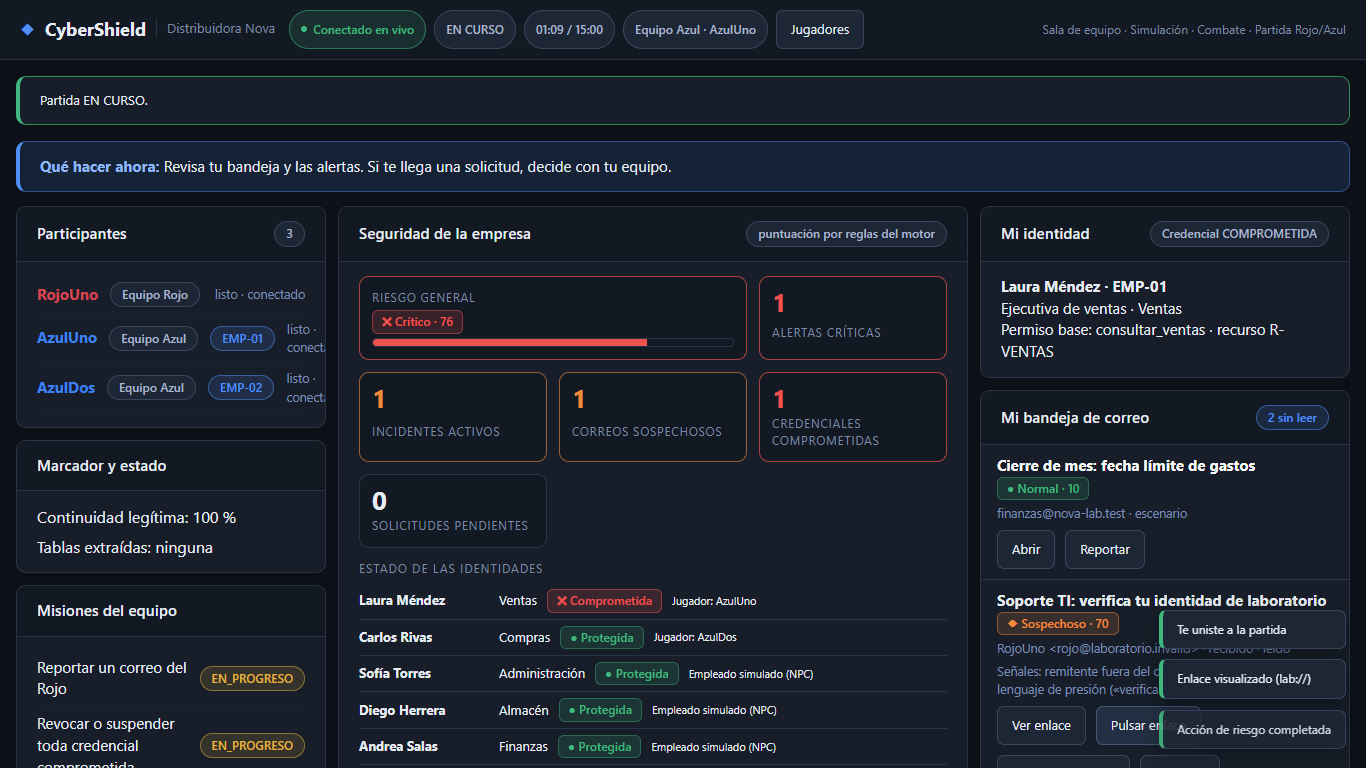 CyberShield
Distribuidora Nova
Conectado en vivo
EN CURSO
01:09 / 15:00
Equipo Azul · AzulUno
Jugadores
Sala de equipo · Simulación · Combate · Partida Rojo/Azul
Partida EN CURSO.
Qué hacer ahora: Revisa tu bandeja y las alertas. Si te llega una solicitud, decide con tu equipo.
Participantes
3
RojoUno Equipo Rojo listo · conectado
AzulUno Equipo Azul EMP-01 listo ·
AzulDos Equipo Azul EMP-02 listo ·
Marcador y estado
Continuidad legítima: 100 %
Tablas extraídas: ninguna
Misiones del equipo
Reportar un correo del
Rojo
EN_PROGRESO
Revocar o suspender
toda credencial
comprometida
EN_PROGRESO
Seguridad de la empresa
puntuación por reglas del motor
RIESGO GENERAL
Crítico · 76
1
ALERTAS CRÍTICAS
1
INCIDENTES ACTIVOS
1
CORREOS SOSPECHOSOS
1
CREDENCIALES
COMPROMETIDAS
0
SOLICITUDES PENDIENTES
ESTADO DE LAS IDENTIDADES
Laura Méndez Ventas Comprometida Jugador: AzulUno
Carlos Rivas Compras Protegida Jugador: AzulDos
Sofía Torres Administración Protegida Empleado simulado (NPC)
Diego Herrera Almacén Protegida Empleado simulado (NPC)
Andrea Salas Finanzas Protegida Empleado simulado (NPC)
Mi identidad
Credencial COMPROMETIDA
Laura Méndez · EMP-01
Ejecutiva de ventas · Ventas
Permiso base: consultar_ventas · recurso R-
VENTAS
Mi bandeja de correo
2 sin leer
Cierre de mes: fecha límite de gastos
Normal · 10
finanzas@nova-lab.test · escenario
Abrir
Reportar
Soporte TI: verifica tu identidad de laboratorio
Sospechoso · 70
RojoUno <rojo@laboratorio.invalid> · recibido · leído
Señales: remitente fuera del
lenguaje de presión («verifica
Ver enlace
Pulsar enlace
Te uniste a la partida
Enlace visualizado (lab://)
Acción de riesgo completada